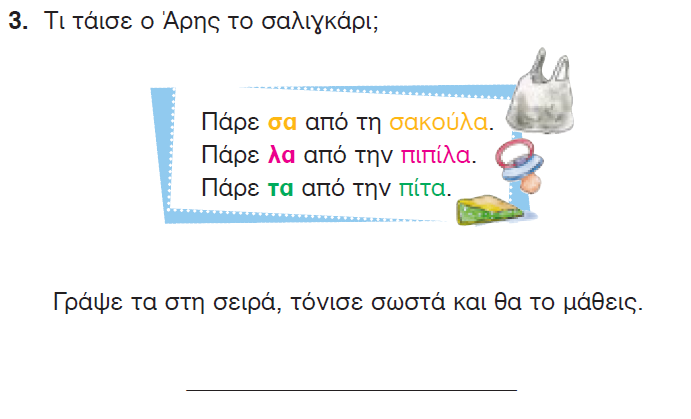 3. Τι τάισε ο Άρης το σαλιγκάρι;
Πάρε σα από τη σακούλα.
Πάρε λα από την πιπίλα.
Πάρε τα από την πίτα.
Γράψε τα στη σειρά, τόνισε σωστά και θα το μάθεις.